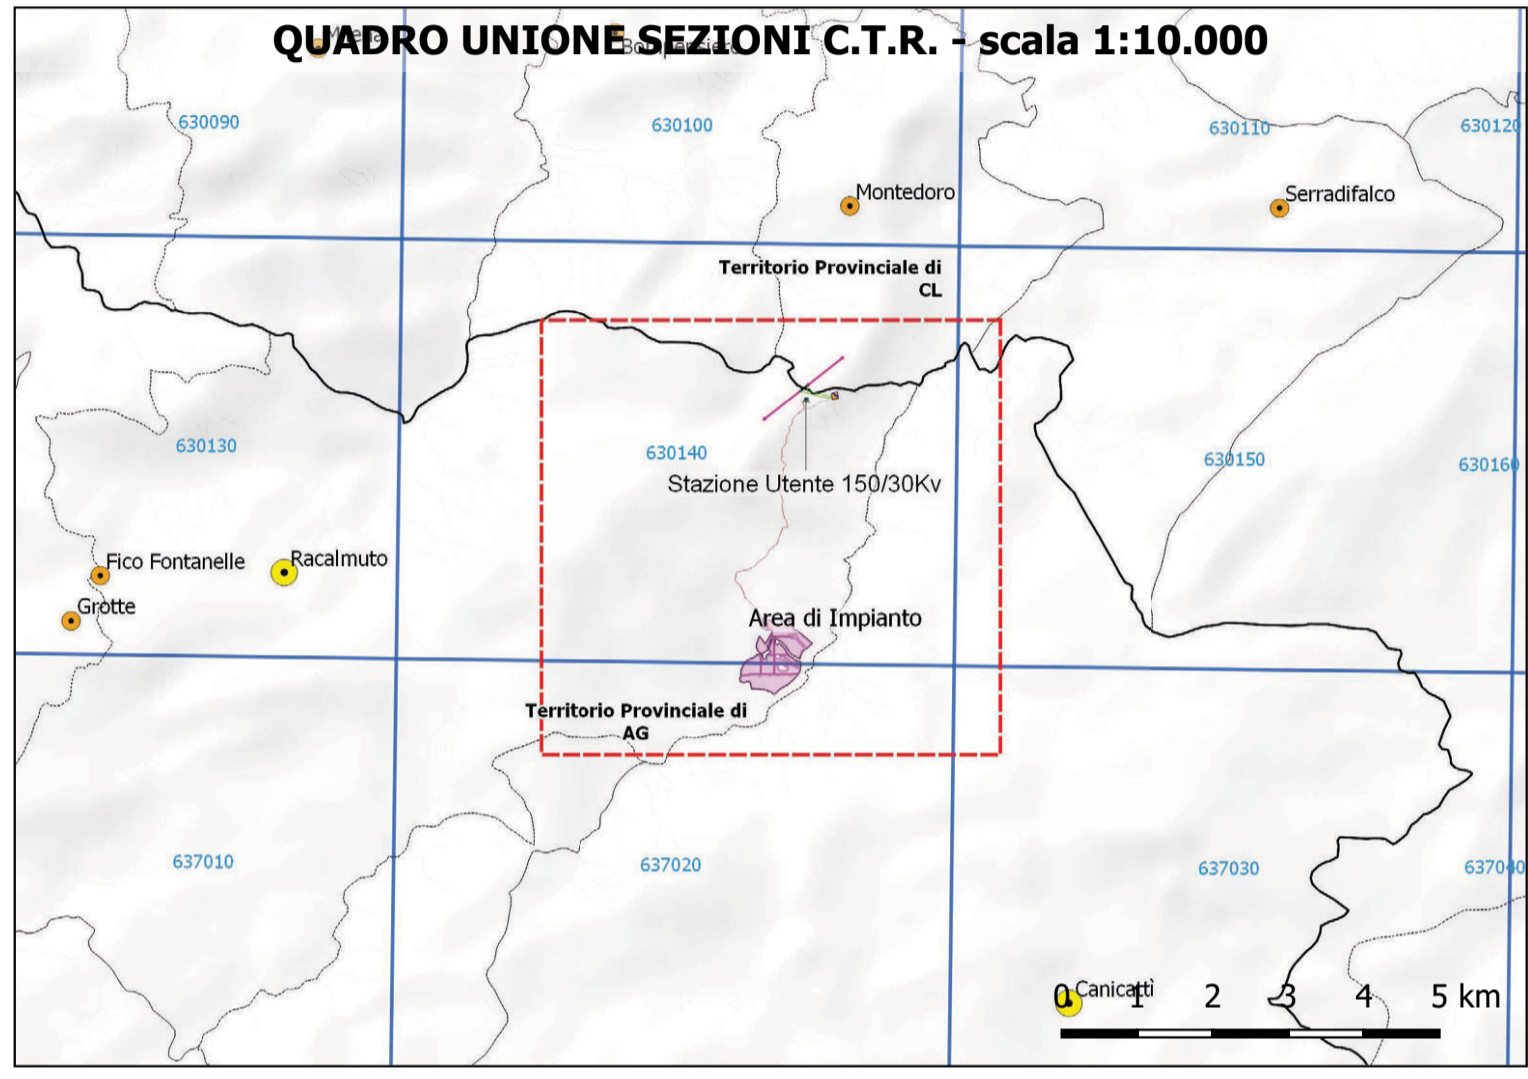 QUADRO UNIONE SEZIONI C.T.R. - scala 1:10.000
630090
630100
630110
630120
Montedoro
Serradifalco
Territorio Provinciale di
CL
630130
630140
630150
630160
Stazione Utente 150/30Kv
Fico Fontanelle
Racalmuto
Grotte
Area di Impianto
Territorio Provinciale di
AG
637010
637020
637030
637040
Canicattì
0 1 2 3 4 5 km